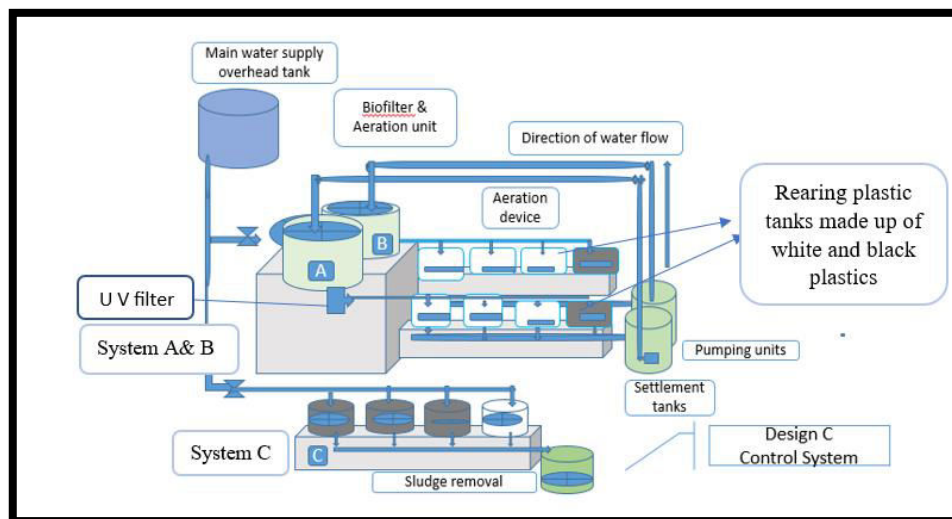 Main water supply
overhead tank
Biofilter &
Aeration unit
Direction of water flow
Aeration
device
Rearing plastic
tanks made up of
white and black
plastics
B
A
U V filter
System A& B
Pumping units
Settlement
tanks
System C
C
Sludge removal
Design C
Control System